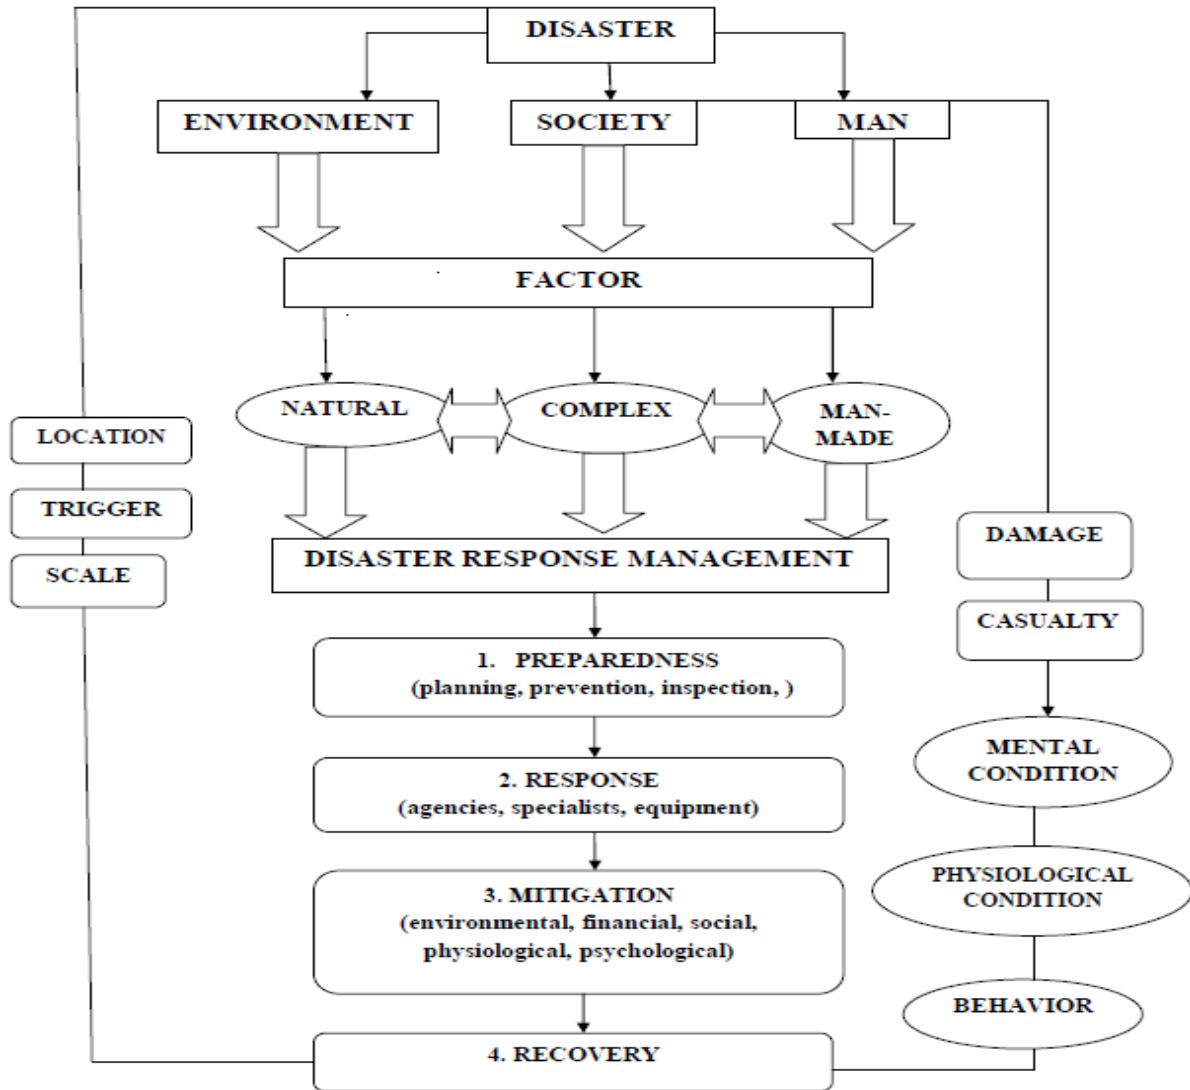 DISASTER
ENVIRONMENT
SOCIETY
MAN
FACTOR
NATURAL
COMPLEX
MAN-
MADE
LOCATION
TRIGGER
SCALE
DISASTER RESPONSE MANAGEMENT
DAMAGE
CASUALTY
1. PREPAREDNESS
(planning, prevention, inspection, )
2. RESPONSE
(agencies, specialists, equipment)
3. MITIGATION
(environmental, financial, social,
physiological, psychological)
4. RECOVERY
MENTAL
CONDITION
PHYSIOLOGICAL
CONDITION
BEHAVIOR